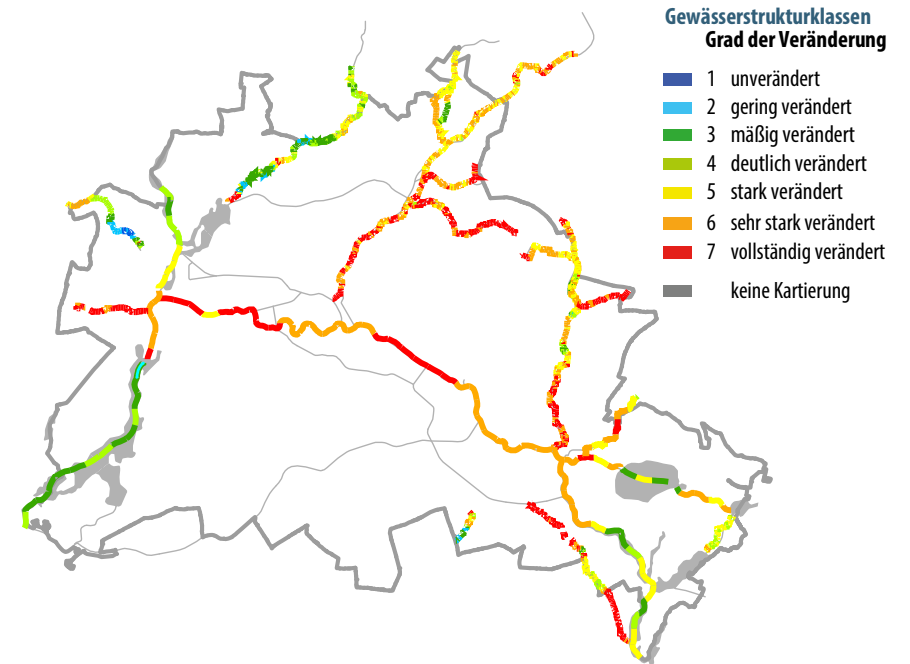 Gewässerstrukturklassen
Grad der Veränderung
1 unverändert
2 gering verändert
3 mäßig verändert
4 deutlich verändert
5 stark verändert
6 sehr stark verändert
7 vollständig verändert
keine Kartierung